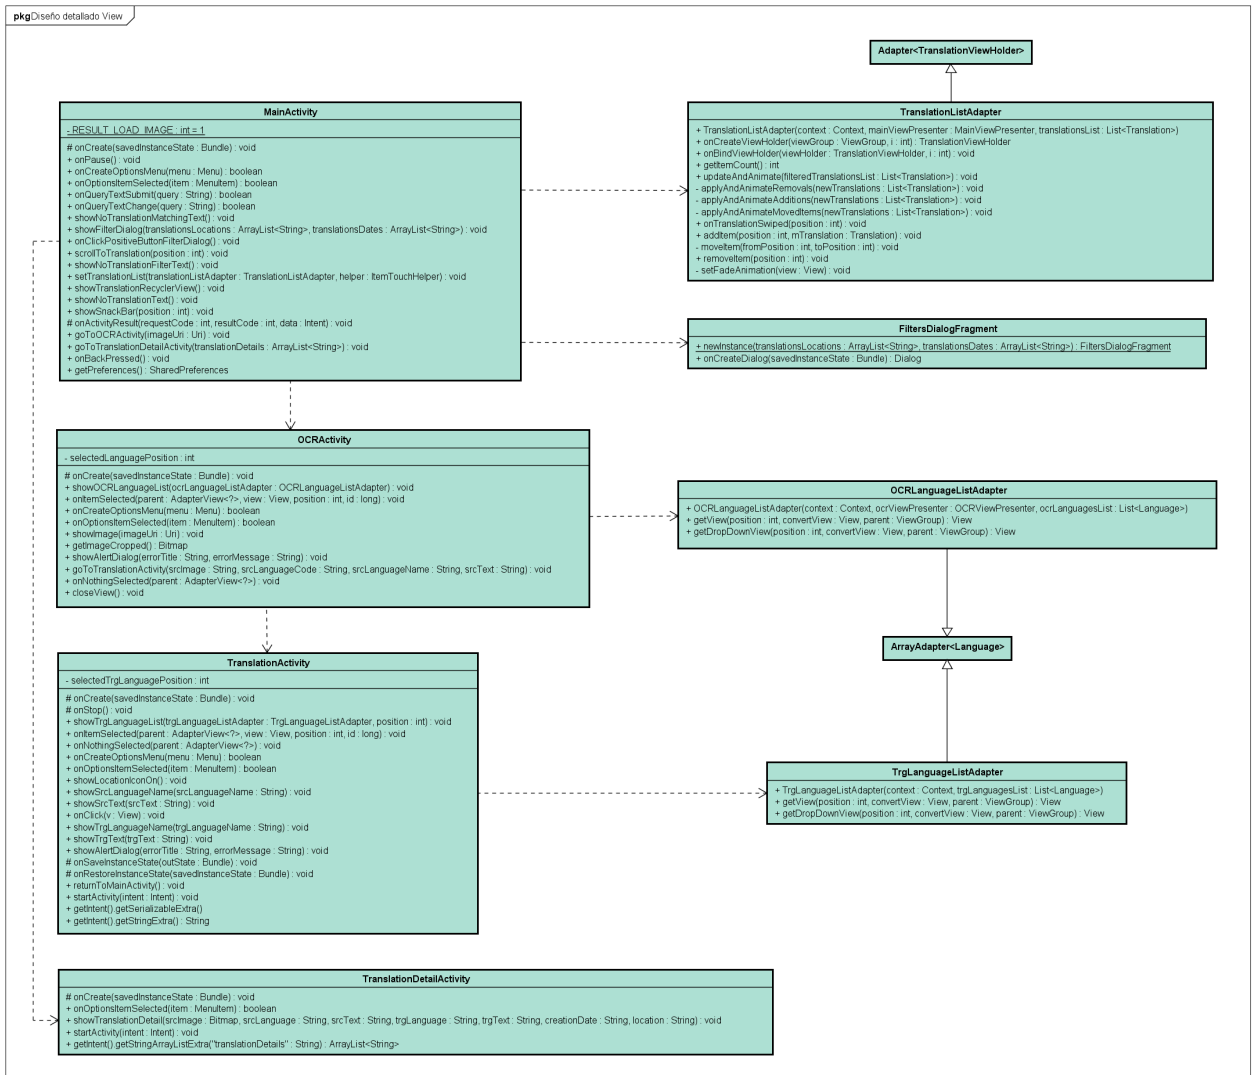 pkg Diseño detallado View
Adapter<TranslationViewHolder>
MainActivity
- RESULT_LOAD_IMAGE : int = 1
# onCreate(savedInstanceState : Bundle) : void
+ onPause() : void
+ onCreateOptionsMenu(menu : Menu) : boolean
+ onOptionsItemSelected(item : MenuItem) : boolean
+ onQueryTextSubmit(query : String) : boolean
+ onQueryTextChange(query : String) : boolean
+ showNoTranslationMatchingText() : void
+ showFilterDialog(translationsLocations : ArrayList<String>, translationsDates : ArrayList<String>) : void
+ onClickPositiveButtonFilterDialog() : void
+ scrollToTranslation(position : int) : void
+ showNoTranslationFilterText() : void
+ setTranslationList(translationListAdapter : TranslationListAdapter, helper : ItemTouchHelper) : void
+ showTranslationRecyclerView() : void
+ showNoTranslationText() : void
+ showSnackBar(position : int) : void
# onActivityResult(requestCode : int, resultCode : int, data : Intent) : void
+ goToOCRActivity(imageUri : Uri) : void
+ goToTranslationDetailActivity(translationDetails : ArrayList<String>) : void
+ onBackPressed() : void
+ getPreferences() : SharedPreferences
TranslationListAdapter
+ TranslationListAdapter(context : Context, mainViewPresenter : MainViewPresenter, translationsList : List<Translation>)
+ onCreateViewHolder(viewGroup : ViewGroup, i : int) : TranslationViewHolder
+ onBindViewHolder(viewHolder : TranslationViewHolder, i : int) : void
+ getItemCount() : int
+ updateAndAnimate(filteredTranslationsList : List<Translation>) : void
- applyAndAnimateRemovals(newTranslations : List<Translation>) : void
- applyAndAnimateAdditions(newTranslations : List<Translation>) : void
- applyAndAnimateMovedItems(newTranslations : List<Translation>) : void
+ onTranslationSwiped(position : int) : void
+ addItem(position : int, mTranslation : Translation) : void
- moveItem(fromPosition : int, toPosition : int) : void
+ removeItem(position : int) : void
- setFadeAnimation(view : View) : void
FiltersDialogFragment
+ newInstance(translationsLocations : ArrayList<String>, translationsDates : ArrayList<String>) : FiltersDialogFragment
+ onCreateDialog(savedInstanceState : Bundle) : Dialog
OCRActivity
- selectedLanguagePosition : int
# onCreate(savedInstanceState : Bundle) : void
+ showOCRLanguageList(ocrLanguageListAdapter : OCRLanguageListAdapter) : void
+ onItemSelected(parent : AdapterView<?>, view : View, position : int, id : long) : void
+ onCreateOptionsMenu(menu : Menu) : boolean
+ onOptionsItemSelected(item : MenuItem) : boolean
+ showImage(imageUri : Uri) : void
+ getImageCropped() : Bitmap
+ showAlertDialog(errorTitle : String, errorMessage : String) : void
+ goToTranslationActivity(srcImage : String, srcLanguageCode : String, srcLanguageName : String, srcText : String) : void
+ onNothingSelected(parent : AdapterView<?>) : void
+ closeView() : void
OCRLanguageListAdapter
+ OCRLanguageListAdapter(context : Context, ocrViewPresenter : OCRViewPresenter, ocrLanguagesList : List<Language>)
+ getView(position : int, convertView : View, parent : ViewGroup) : View
+ getDropDownView(position : int, convertView : View, parent : ViewGroup) : View
ArrayAdapter<Language>
TranslationActivity
- selectedTrgLanguagePosition : int
# onCreate(savedInstanceState : Bundle) : void
# onStop() : void
+ showTrgLanguageList(trgLanguageListAdapter : TrgLanguageListAdapter, position : int) : void
+ onItemSelected(parent : AdapterView<?>, view : View, position : int, id : long) : void
+ onNothingSelected(parent : AdapterView<?>) : void
+ onCreateOptionsMenu(menu : Menu) : boolean
+ onOptionsItemSelected(item : MenuItem) : boolean
+ showLocationIconOn() : void
+ showSrcLanguageName(srcLanguageName : String) : void
+ showSrcText(srcText : String) : void
+ onClick(v : View) : void
+ showTrgLanguageName(trgLanguageName : String) : void
+ showTrgText(trgText : String) : void
+ showAlertDialog(errorTitle : String, errorMessage : String) : void
# onSaveInstanceState(outState : Bundle) : void
# onRestoreInstanceState(savedInstanceState : Bundle) : void
+ returnToMainActivity() : void
+ startActivity(intent : Intent) : void
+ getIntent().getSerializableExtra()
+ getIntent().getStringExtra() : String
TrgLanguageListAdapter
+ TrgLanguageListAdapter(context : Context, trgLanguagesList : List<Language>)
+ getView(position : int, convertView : View, parent : ViewGroup) : View
+ getDropDownView(position : int, convertView : View, parent : ViewGroup) : View
TranslationDetailActivity
# onCreate(savedInstanceState : Bundle) : void
+ onOptionsItemSelected(item : MenuItem) : boolean
+ showTranslationDetail(srcImage : Bitmap, srcLanguage : String, srcText : String, trgLanguage : String, trgText : String, creationDate : String, location : String) : void
+ startActivity(intent : Intent) : void
+ getIntent().getStringArrayListExtra("translationDetails" : String) : ArrayList<String>